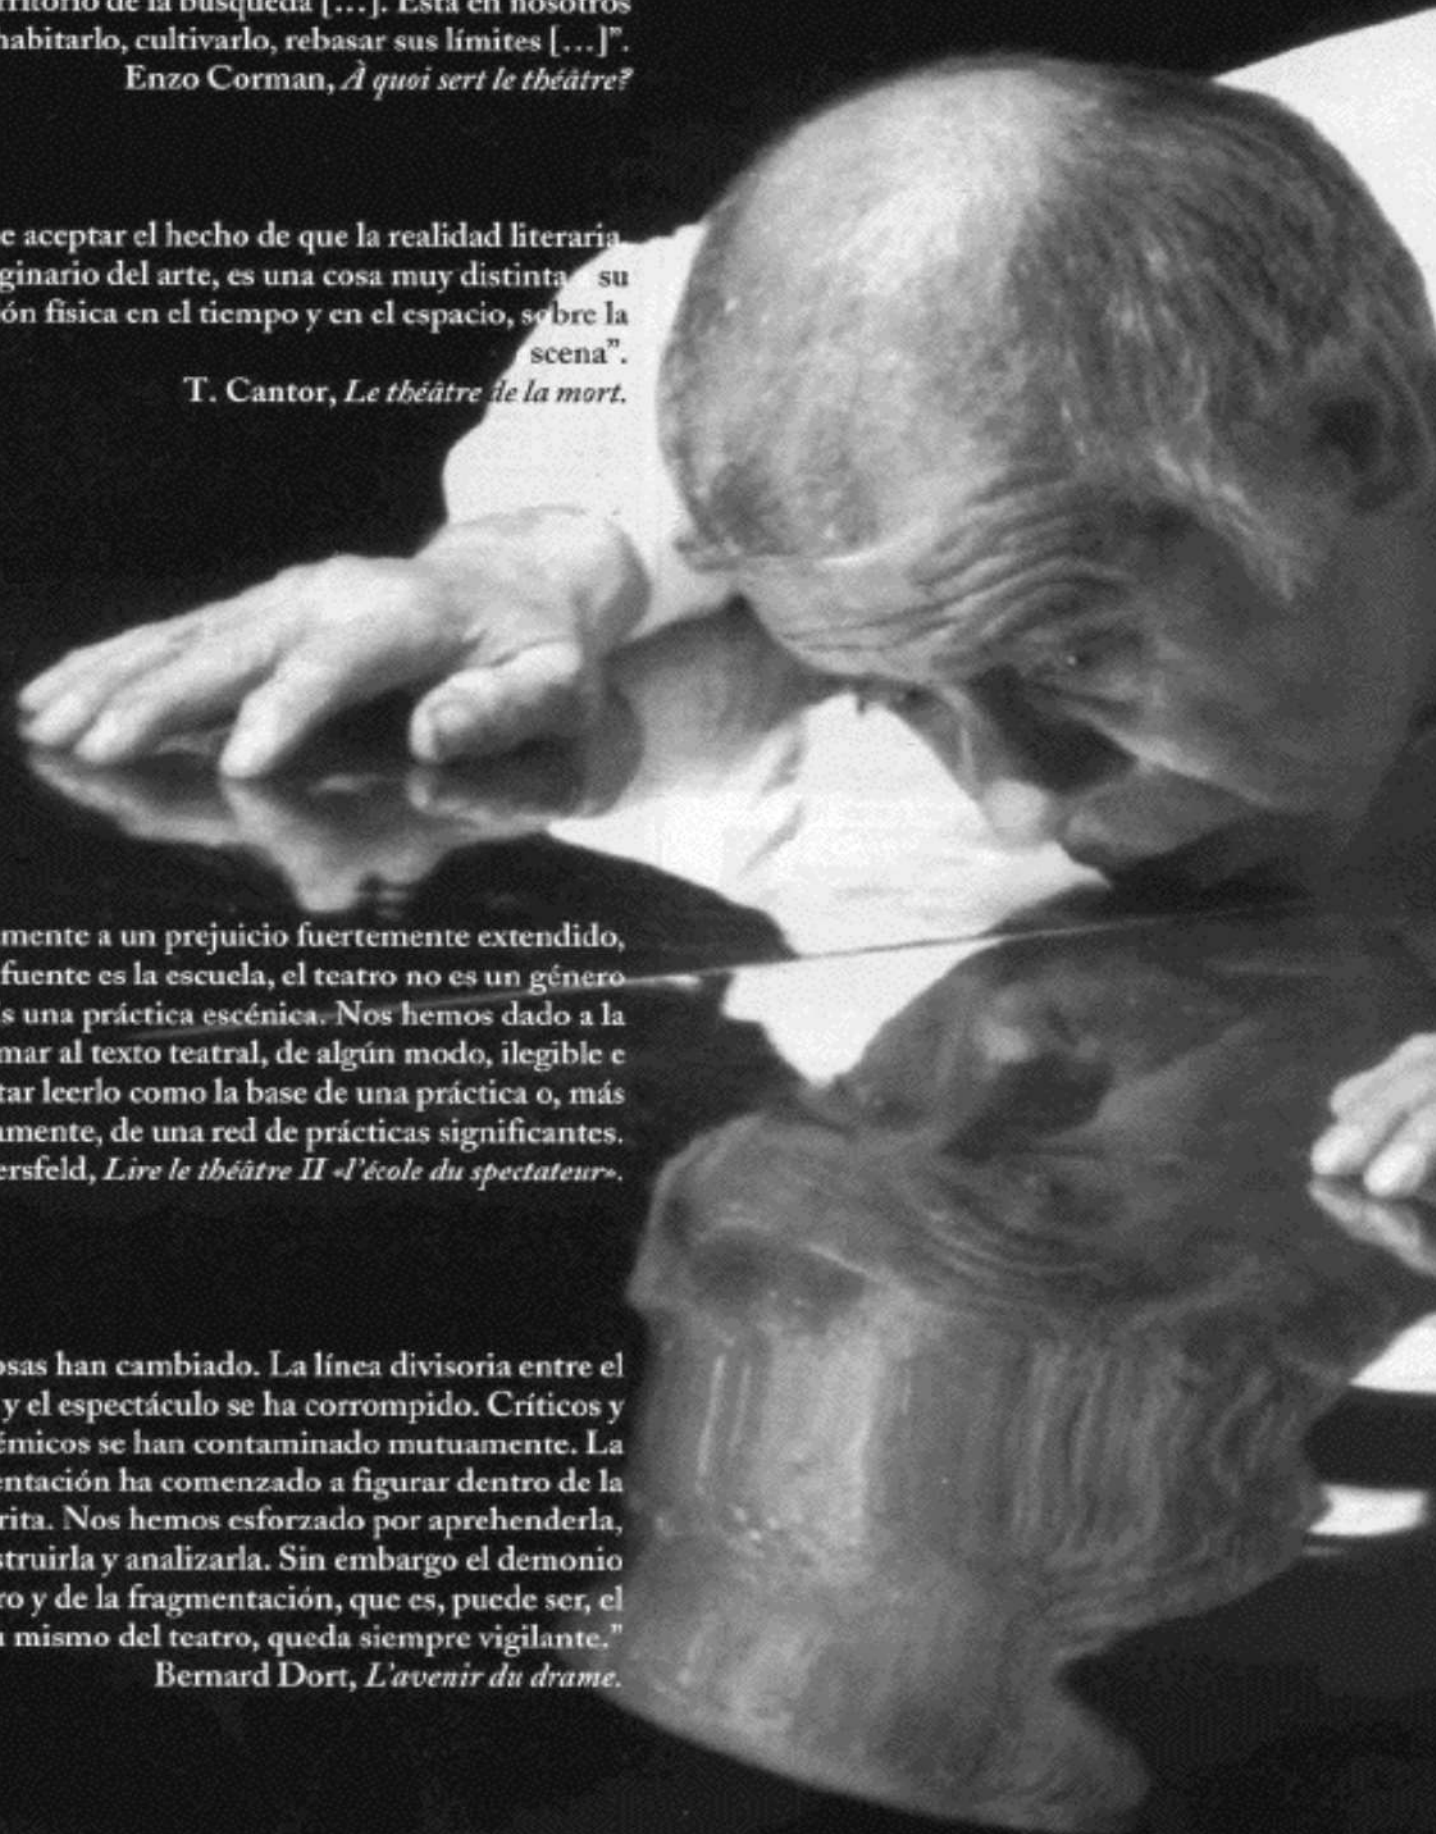 rritorio de la búsqueda […]. Está en nosotros
habitarlo, cultivarlo, rebasar sus límites […]”.
Enzo Corman, À quoi sert le théâtre?
e aceptar el hecho de que la realidad literaria
ginario del arte, es una cosa muy distinta su
ón física en el tiempo y en el espacio, sobre la
scena”.
T. Cantor, Le théâtre de la mort.
mente a un prejuicio fuertemente extendido,
fuente es la escuela, el teatro no es un género
s una práctica escénica. Nos hemos dado a la
mar al texto teatral, de algún modo, ilegible e
tar leerlo como la base de una práctica o, más
amente, de una red de prácticas significantes.
ersfeld, Lire le théâtre II «l’école du spectateur».
osas han cambiado. La línea divisoria entre el
y el espectáculo se ha corrompido. Críticos y
émicos se han contaminado mutuamente. La
entación ha comenzado a figurar dentro de la
rita. Nos hemos esforzado por aprehenderla,
struirla y analizarla. Sin embargo el demonio
ro y de la fragmentación, que es, puede ser, el
mismo del teatro, queda siempre vigilante."
Bernard Dort, L’avenir du drame.